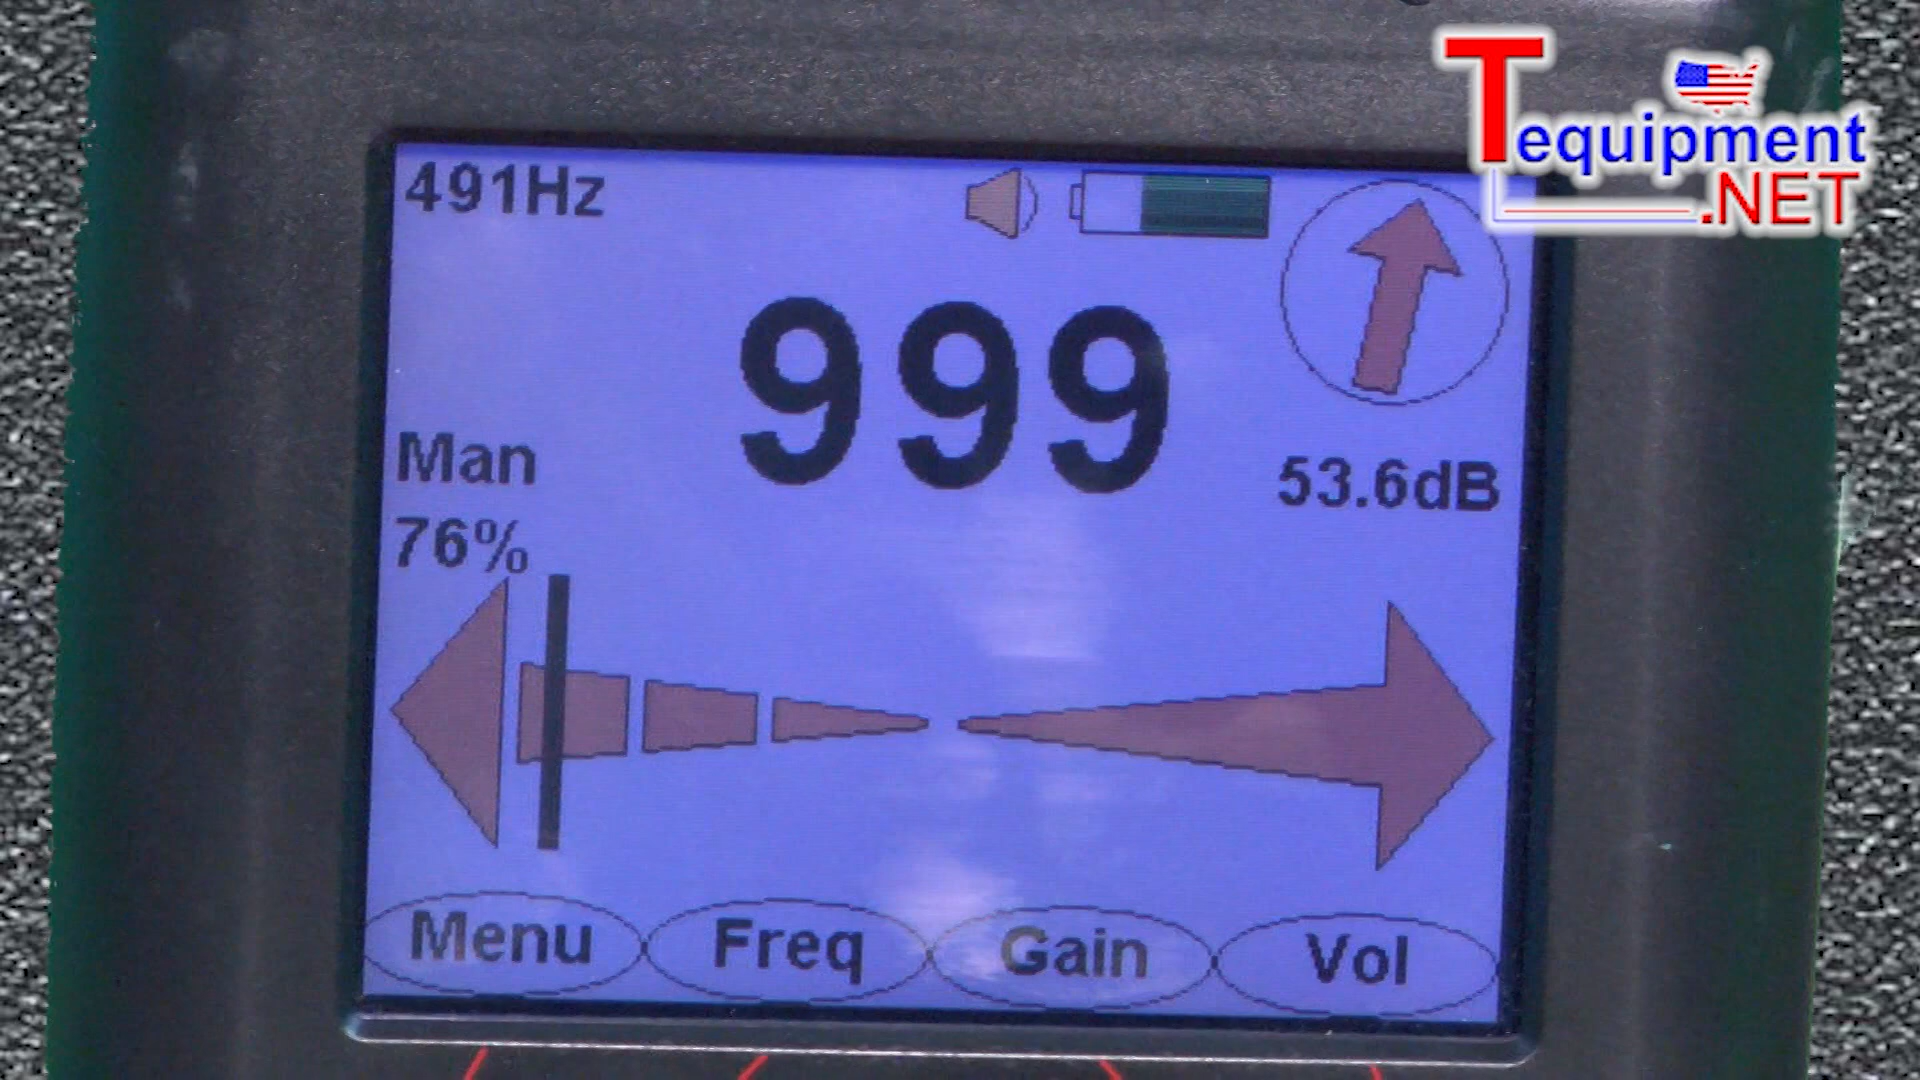 Tequipment
.NET
491Hz
999
Man
53.6dB
76%
Menu Freq Gain Vol